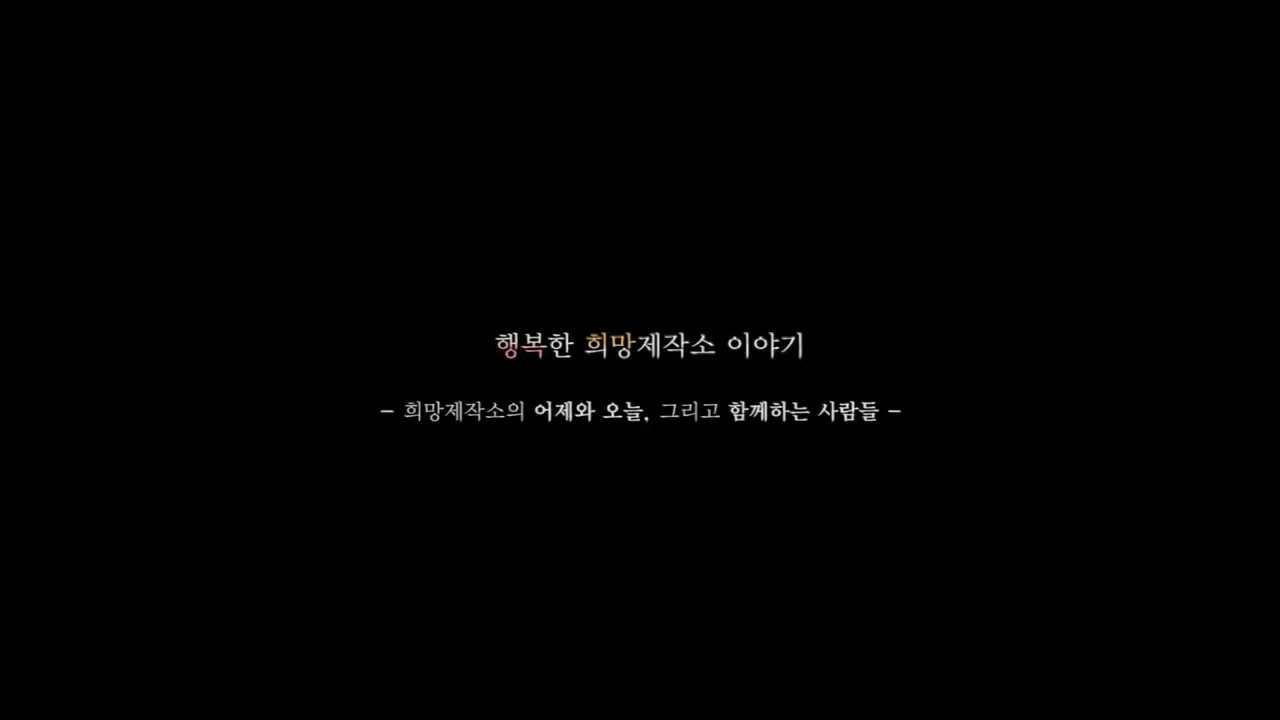 행복한 희망제작소 이야기
– 희망제작소의 어제와 오늘, 그리고 함께하는 사람들 –